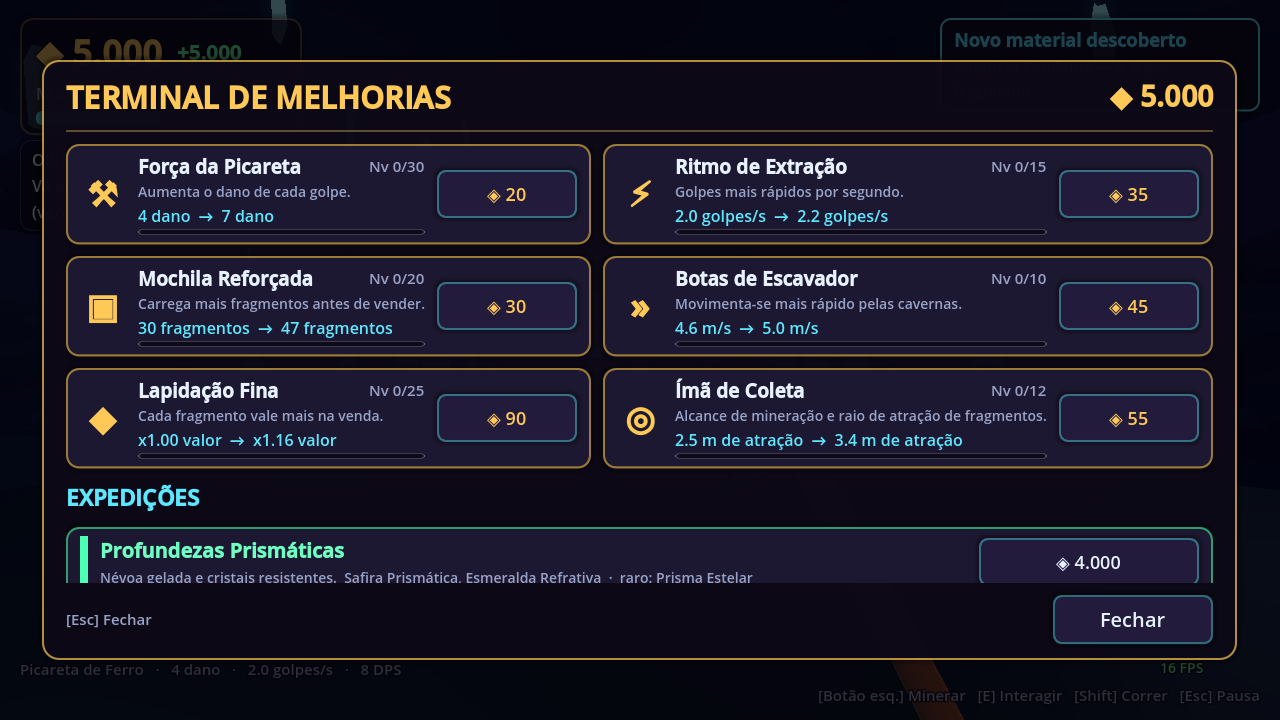 ◆ 5.000 +5.000
Novo material descoberto
TERMINAL DE MELHORIAS
◆ 5.000
Força da Picareta
Nv 0/30
Aumenta o dano de cada golpe.
4 dano → 7 dano
◈ 20
Ritmo de Extração
Nv 0/15
Golpes mais rápidos por segundo.
2.0 golpes/s → 2.2 golpes/s
◈ 35
Mochila Reforçada
Nv 0/20
Carrega mais fragmentos antes de vender.
30 fragmentos → 47 fragmentos
◈ 30
Botas de Escavador
Nv 0/10
Movimenta-se mais rápido pelas cavernas.
4.6 m/s → 5.0 m/s
◈ 45
Lapidação Fina
Nv 0/25
Cada fragmento vale mais na venda.
x1.00 valor → x1.16 valor
◈ 90
Ímã de Coleta
Nv 0/12
Alcance de mineração e raio de atração de fragmentos.
2.5 m de atração → 3.4 m de atração
◈ 55
EXPEDIÇÕES
Profundezas Prismáticas
Névoa gelada e cristais resistentes. Safira Prismática, Esmeralda Refrativa · raro: Prisma Estelar
◈ 4.000
[Esc] Fechar
Fechar
Picareta de Ferro · 4 dano · 2.0 golpes/s · 8 DPS
16 FPS
[Botão esq.] Minerar [E] Interagir [Shift] Correr [Esc] Pausa